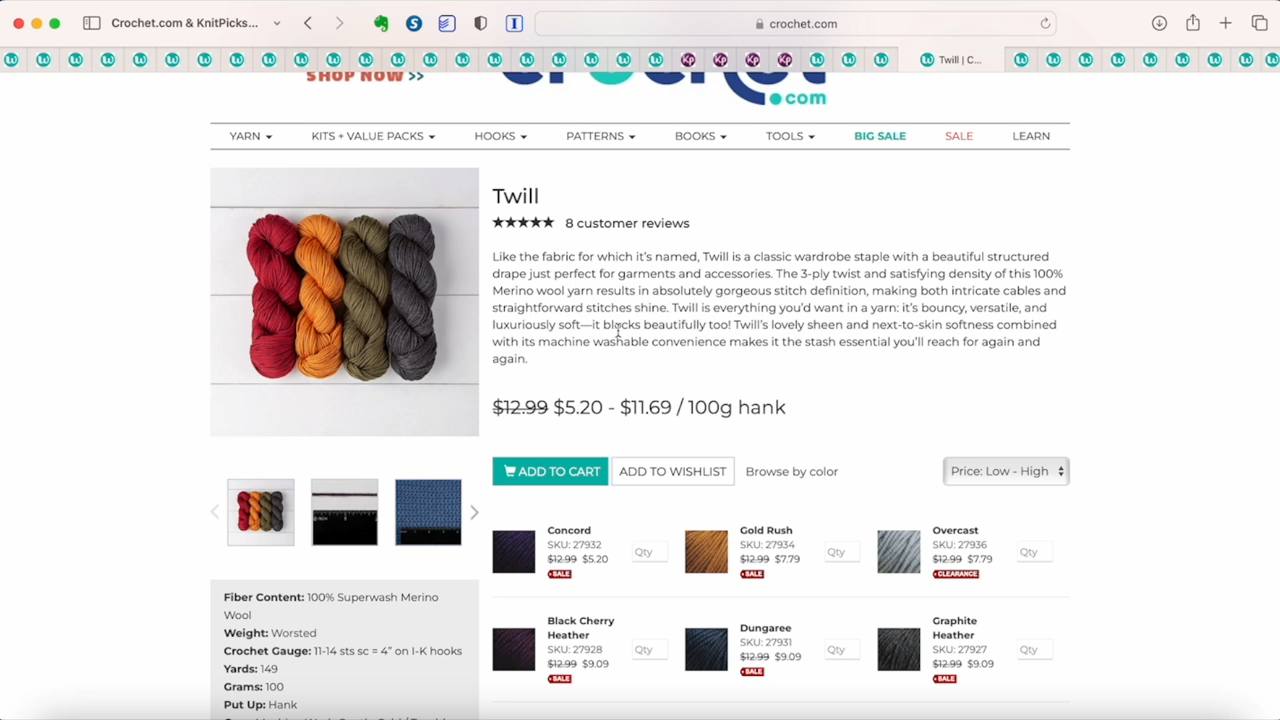 Crochet.com & KnitPicks...
crochet.com
Twill | C...
SHOP NOW >>
crochet
.com
YARN
KITS + VALUE PACKS
HOOKS
PATTERNS
BOOKS
TOOLS
BIG SALE
SALE
LEARN
Twill
★★★★★ 8 customer reviews
Like the fabric for which it's named, Twill is a classic wardrobe staple with a beautiful structured
drape just perfect for garments and accessories. The 3-ply twist and satisfying density of this 100%
Merino wool yarn results in absolutely gorgeous stitch definition, making both intricate cables and
straightforward stitches shine. Twill is everything you'd want in a yarn: it's bouncy, versatile, and
luxuriously soft—it blocks beautifully too! Twill's lovely sheen and next-to-skin softness combined
with its machine washable convenience makes it the stash essential you'll reach for again and
again.
$12.99 $5.20 - $11.69 / 100g hank
ADD TO CART
ADD TO WISHLIST
Browse by color
Price: Low - High
Concord
SKU: 27932
$12.99 $5.20
SALE
Qty
Gold Rush
SKU: 27934
$12.99 $7.79
SALE
Qty
Overcast
SKU: 27936
$12.99 $7.79
CLEARANCE
Qty
Black Cherry
Heather
SKU: 27928
$12.99 $9.09
SALE
Qty
Dungaree
SKU: 27931
$12.99 $9.09
SALE
Qty
Graphite
Heather
SKU: 27927
$12.99 $9.09
SALE
Qty
Fiber Content: 100% Superwash Merino
Wool
Weight: Worsted
Crochet Gauge: 11-14 sts sc = 4" on I-K hooks
Yards: 149
Grams: 100
Put Up: Hank